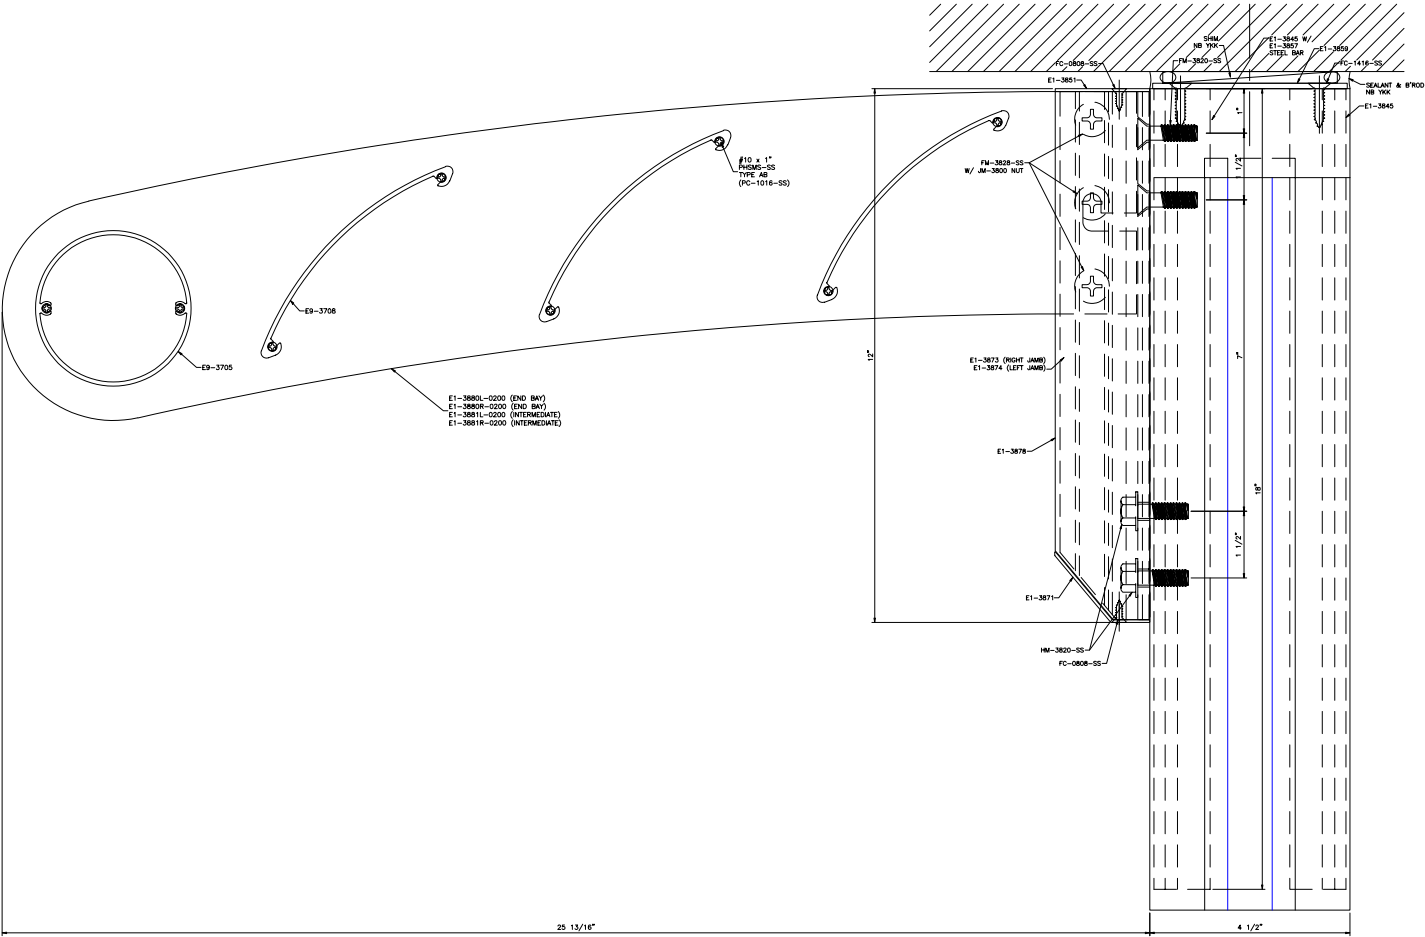 SHIM
NB YKK
E1-3845 W/
E1-3857
STEEL BAR
E1-3859
FM-3820-SS
FC-0808-SS
FC-1416-SS
E1-3851
SEALANT & B'ROD
NB YKK
E1-3845
1"
#10 x 1"
PHSMS-SS
TYPE AB
(PC-1016-SS)
FM-3828-SS
W/ JM-3800 NUT
1 1/2"
E9-3708
12"
7"
E1-3873 (RIGHT JAMB)
E1-3874 (LEFT JAMB)
E9-3705
E1-3880L-0200 (END BAY)
E1-3880R-0200 (END BAY)
E1-3881L-0200 (INTERMEDIATE)
E1-3881R-0200 (INTERMEDIATE)
E1-3878
18"
1 1/2"
E1-3871
HM-3820-SS
FC-0808-SS
25 13/16"
4 1/2"